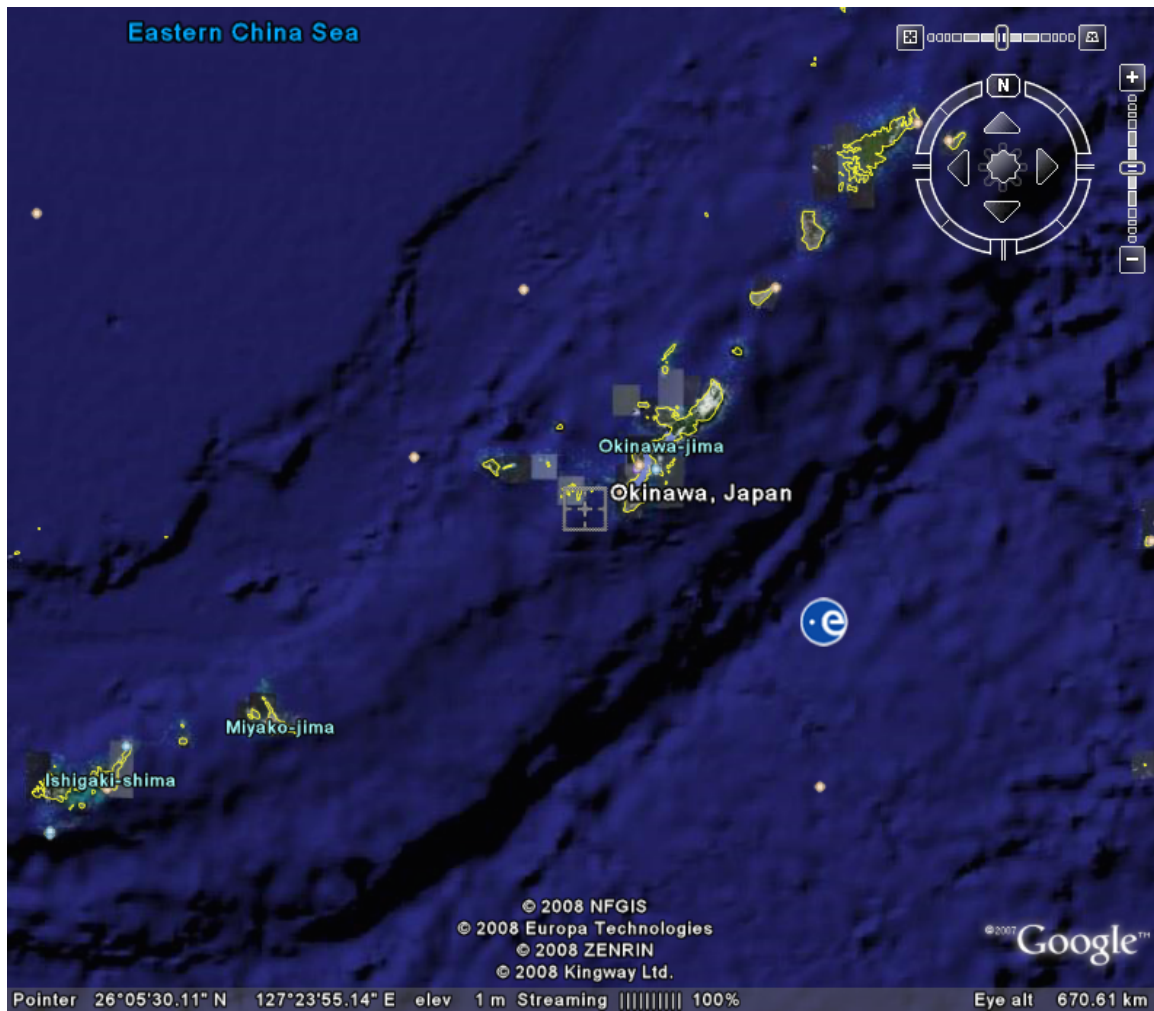 Eastern China Sea
N
+
−
Okinawa-jima
Okinawa, Japan
e
Miyako-jima
Ishigaki-shima
© 2008 NFGIS
© 2008 Europa Technologies
© 2008 ZENRIN
© 2008 Kingway Ltd.
©2007 Google™
Pointer 26°05'30.11" N 127°23'55.14" E elev 1 m Streaming |||||||||| 100% Eye alt 670.61 km